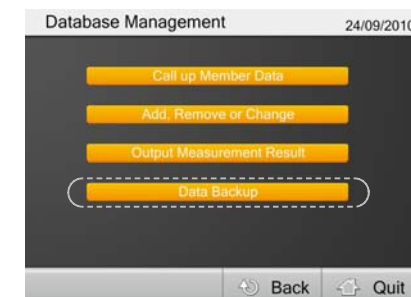 Database Management 24/09/2010
Call up Member Data
Add, Remove or Change
Output Measurement Result
Data Backup
Back Quit